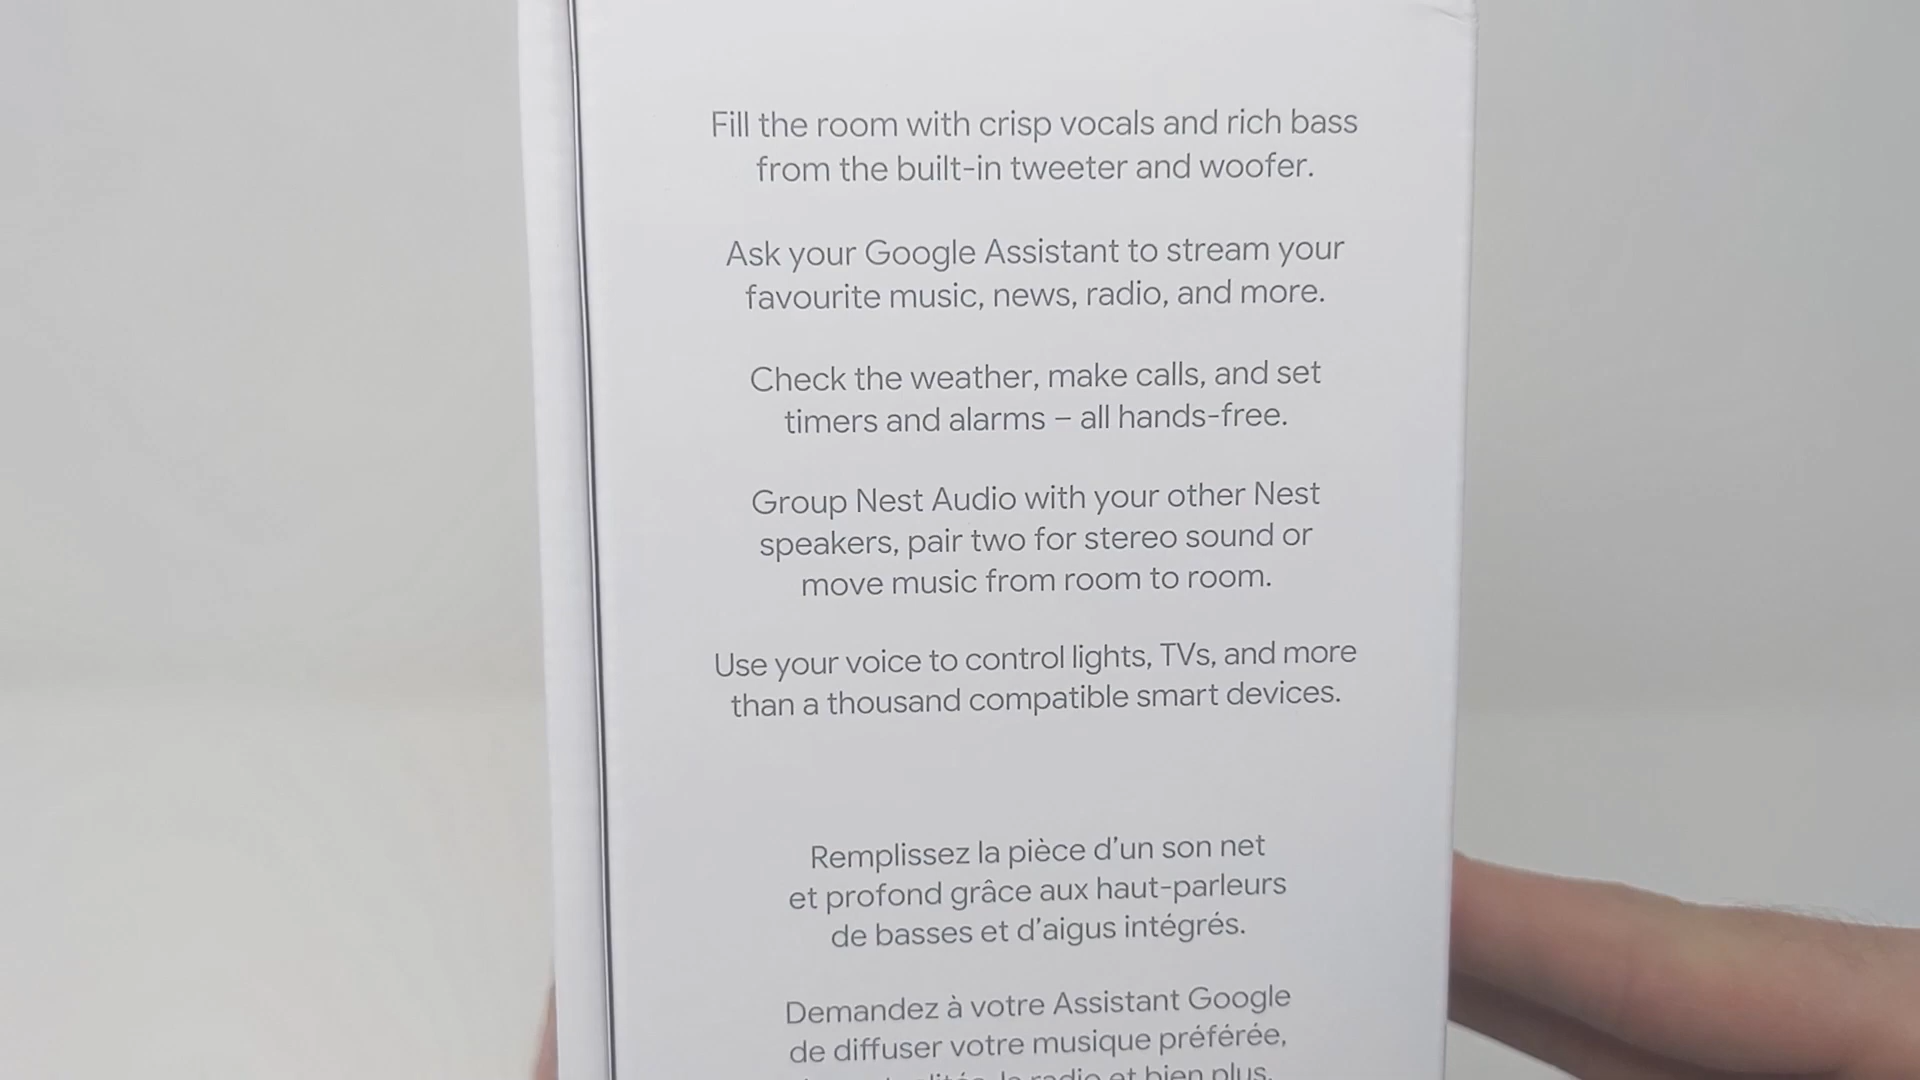 Fill the room with crisp vocals and rich bass
from the built-in tweeter and woofer.
Ask your Google Assistant to stream your
favourite music, news, radio, and more.
Check the weather, make calls, and set
timers and alarms – all hands-free.
Group Nest Audio with your other Nest
speakers, pair two for stereo sound or
move music from room to room.
Use your voice to control lights, TVs, and more
than a thousand compatible smart devices.
Remplissez la pièce d'un son net
et profond grâce aux haut-parleurs
de basses et d'aigus intégrés.
Demandez à votre Assistant Google
de diffuser votre musique préférée,
la radio et bien plus.